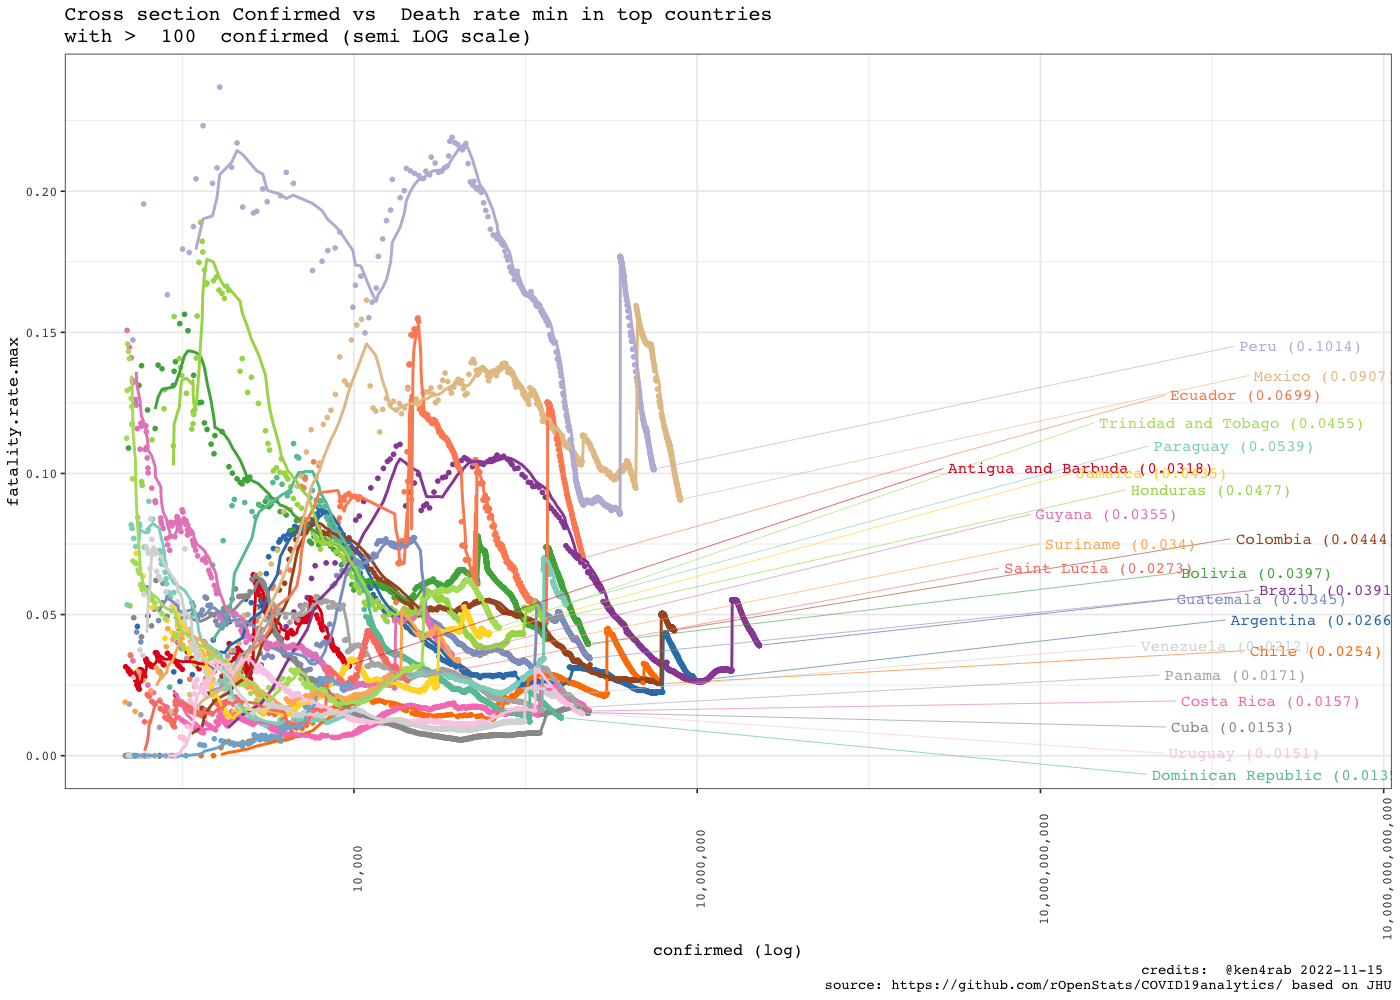 Cross section Confirmed vs  Death rate min in top countries
with >  100  confirmed (semi LOG scale)
fatality.rate.max
0.20
0.15
0.10
0.05
0.00
Peru (0.1014)
Mexico (0.0907)
Ecuador (0.0699)
Trinidad and Tobago (0.0455)
Paraguay (0.0539)
Antigua and Barbuda (0.0318)
Honduras (0.0477)
Guyana (0.0355)
Colombia (0.0444
Suriname (0.034)
Saint Lucia (0.0273)
Bolivia (0.0397)
Brazil (0.0391
Guatemala (0.0345)
Argentina (0.0266
Venezuela (0.0212)
Chile (0.0254)
Panama (0.0171)
Costa Rica (0.0157)
Cuba (0.0153)
Uruguay (0.0151)
Dominican Republic (0.013
10,000
10,000,000
10,000,000,000
10,000,000,000,000
confirmed (log)
credits:  @ken4rab 2022-11-15
source: https://github.com/rOpenStats/COVID19analytics/ based on JHU